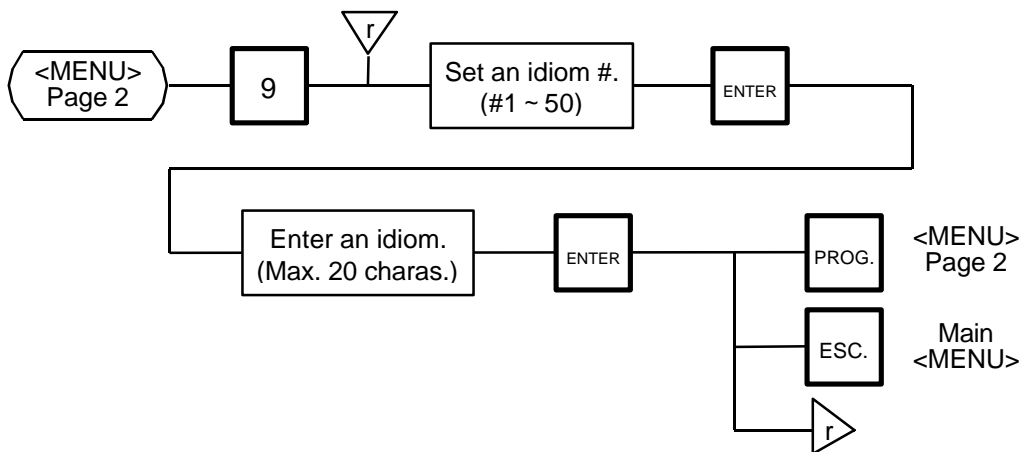 r
<MENU>
Page 2
9
Set an idiom #.
(#1 ~ 50)
ENTER
Enter an idiom.
(Max. 20 charas.)
ENTER
PROG.
<MENU>
Page 2
ESC.
Main
<MENU>
r